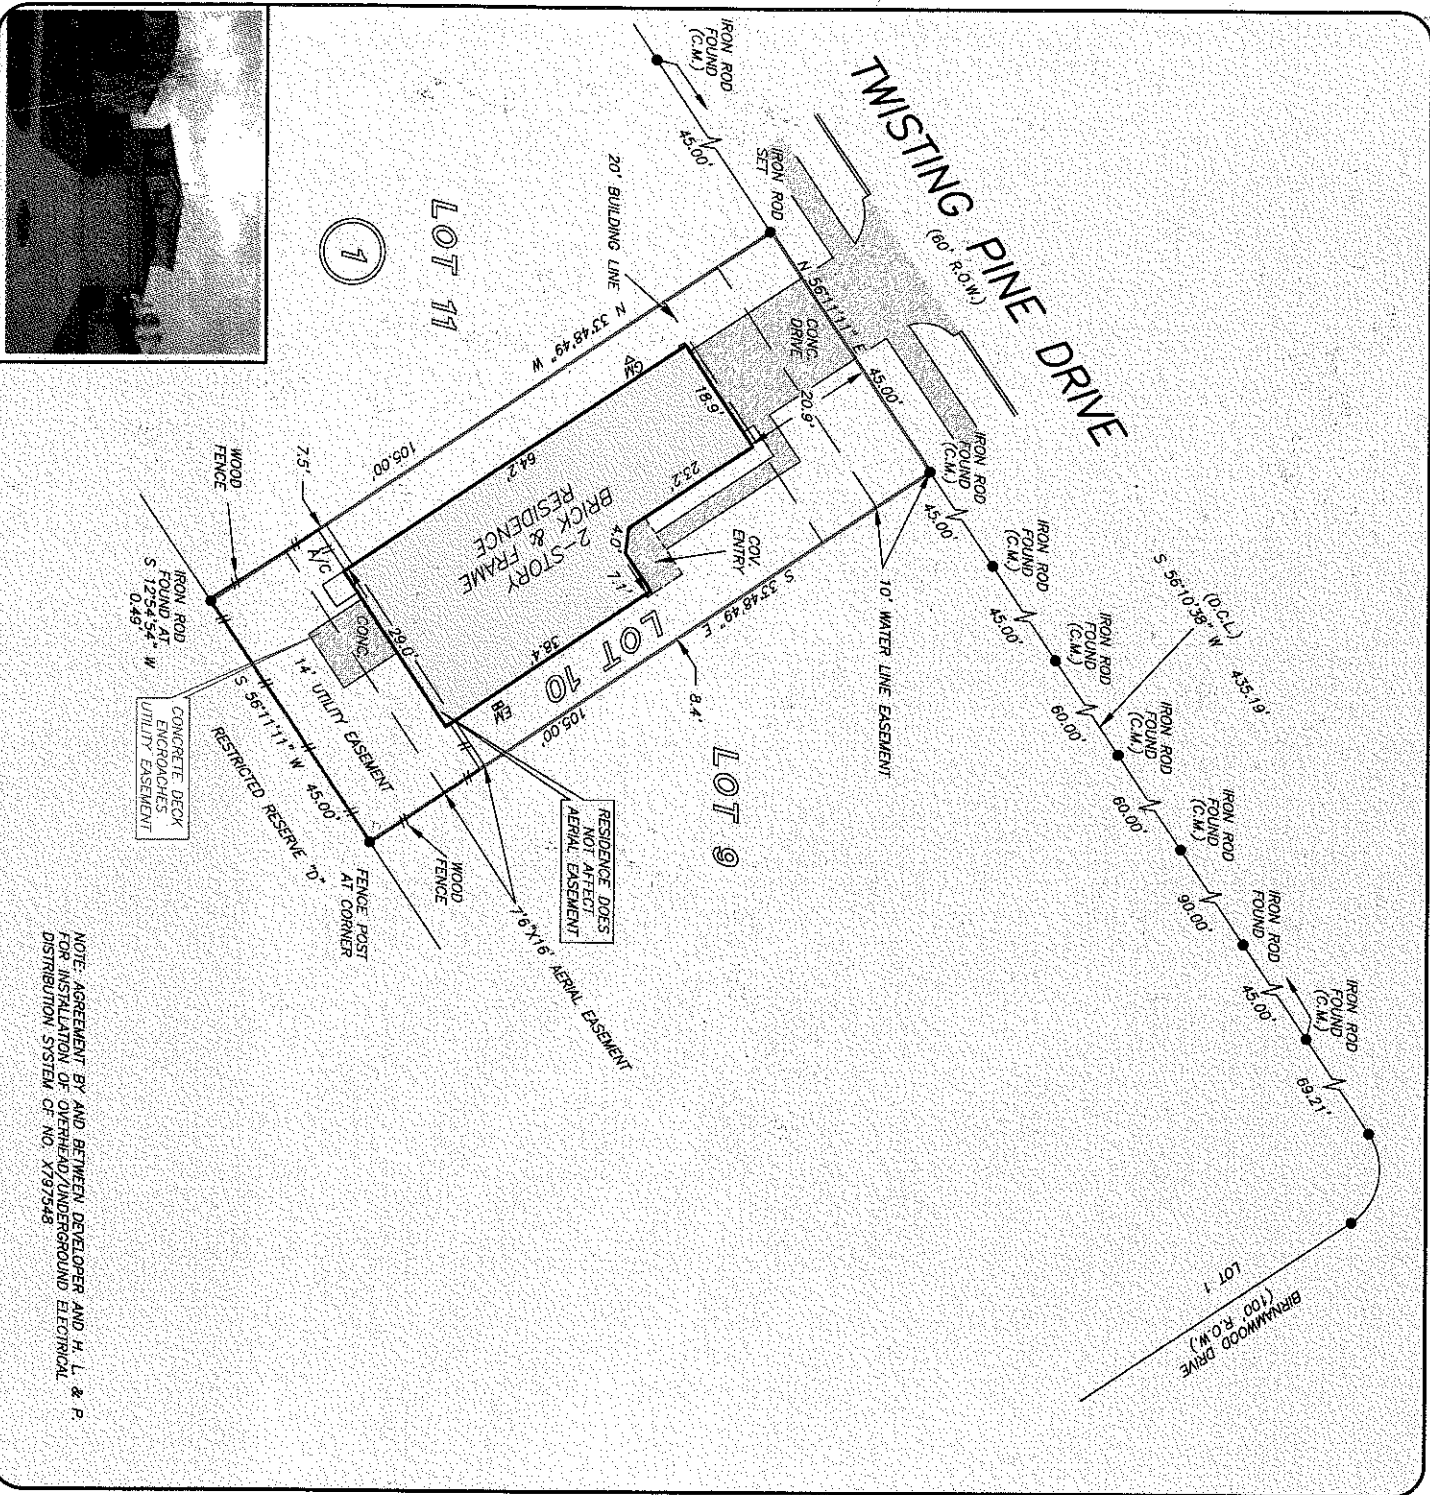 TWISTING PINE DRIVE
(60' R.O.W.)
IRON ROD
FOUND
(C.M.)
45.00'
IRON ROD
SET
N 56°11'11" E
45.00'
IRON ROD
FOUND
(C.M.)
45.00'
IRON ROD
FOUND
(C.M.)
45.00'
IRON ROD
FOUND
(C.M.)
60.00'
IRON ROD
FOUND
(C.M.)
60.00'
IRON ROD
FOUND
(C.M.)
90.00'
IRON ROD
FOUND
45.00'
IRON ROD
FOUND
(C.M.)
69.21'
(D.C.L.)
S 56°10'38" W 435.19'
BIRNAMWOOD DRIVE
(100' R.O.W.)
LOT 1
20' BUILDING LINE
CONC.
DRIVE
20.9'
18.9'
23.2'
4.0'
7.1'
COV.
ENTRY
10' WATER LINE EASEMENT
LOT 11
1
N 33°48'49" W
105.00'
GM
64.2'
2-STORY
BRICK & FRAME
RESIDENCE
LOT 10
38.4'
S 33°48'49" E
105.00'
8.4'
LOT 9
EM
29.0'
7.5'
A/C
CONC.
14' UTILITY EASEMENT
WOOD
FENCE
RESIDENCE DOES
NOT AFFECT
AERIAL EASEMENT
7'6"X16' AERIAL EASEMENT
WOOD
FENCE
IRON ROD
FOUND AT
S 12°54'54" W
0.49'
S 56°11'11" W 45.00'
RESTRICTED RESERVE "D"
FENCE POST
AT CORNER
CONCRETE DECK
ENCROACHES
UTILITY EASEMENT
NOTE: AGREEMENT BY AND BETWEEN DEVELOPER AND H. L. & P.
FOR INSTALLATION OF OVERHEAD/UNDERGROUND ELECTRICAL
DISTRIBUTION SYSTEM CF NO. X797548